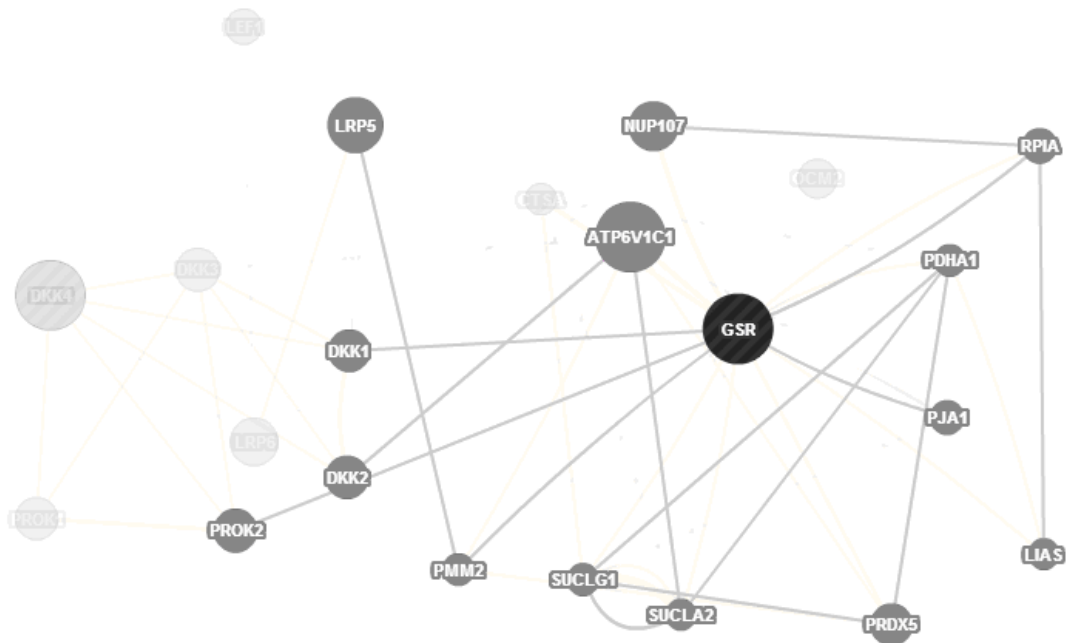 LEF1
LRP5
NUP107
RPIA
OCM2
CTSA
ATP6V1C1
PDHA1
DKK3
DKK4
GSR
DKK1
PJA1
LRP6
DKK2
PROK2
PMM2
LIAS
SUCLG1
SUCLA2
PRDX5